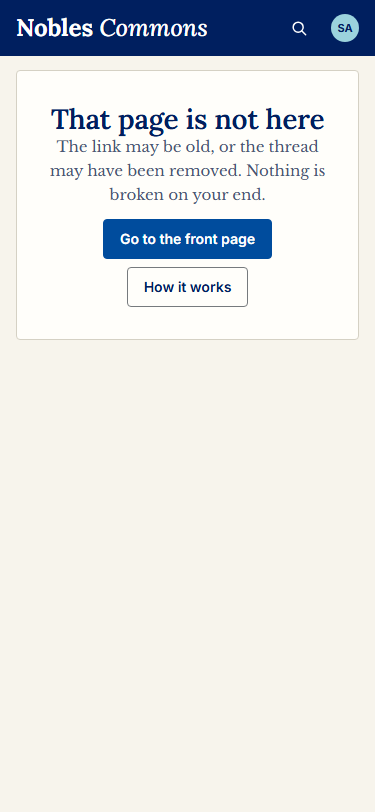 Nobles Commons
SA
That page is not here
The link may be old, or the thread
may have been removed. Nothing is
broken on your end.
Go to the front page
How it works